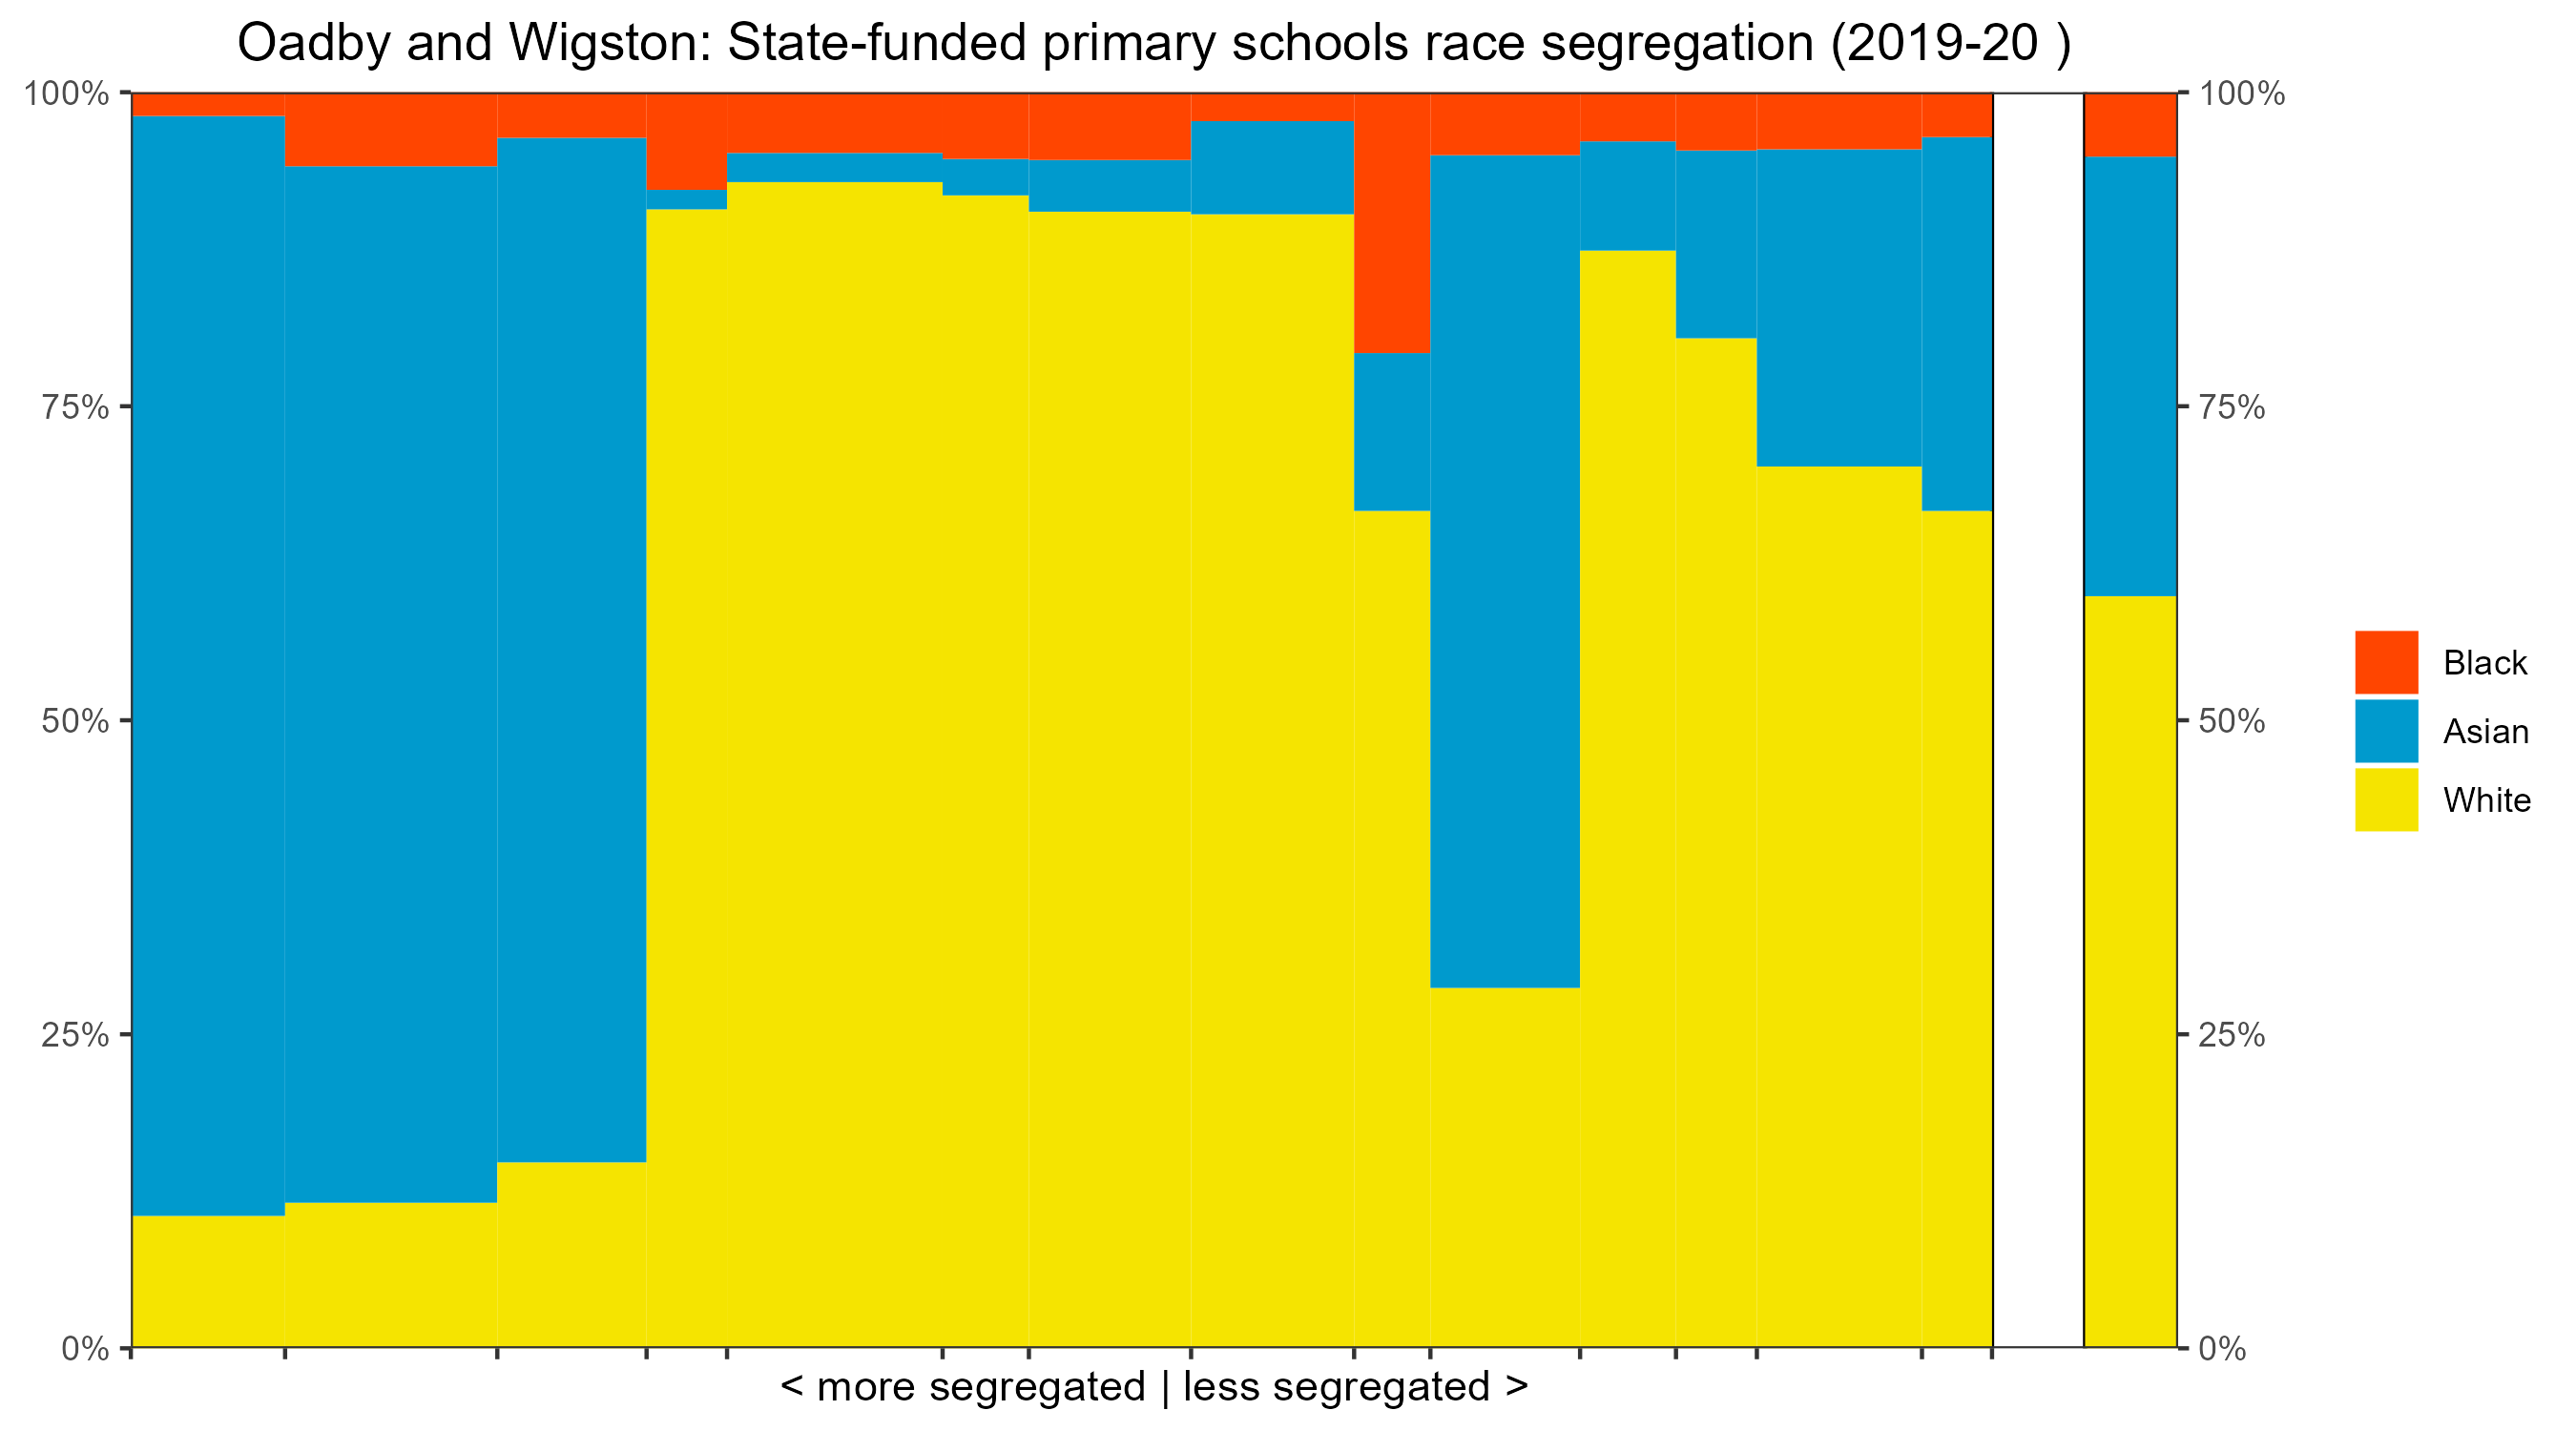 Oadby and Wigston: State-funded primary schools race segregation (2019-20 )
100%
75%
50%
25%
0%
100%
75%
50%
25%
0%
Black
Asian
White
< more segregated | less segregated >